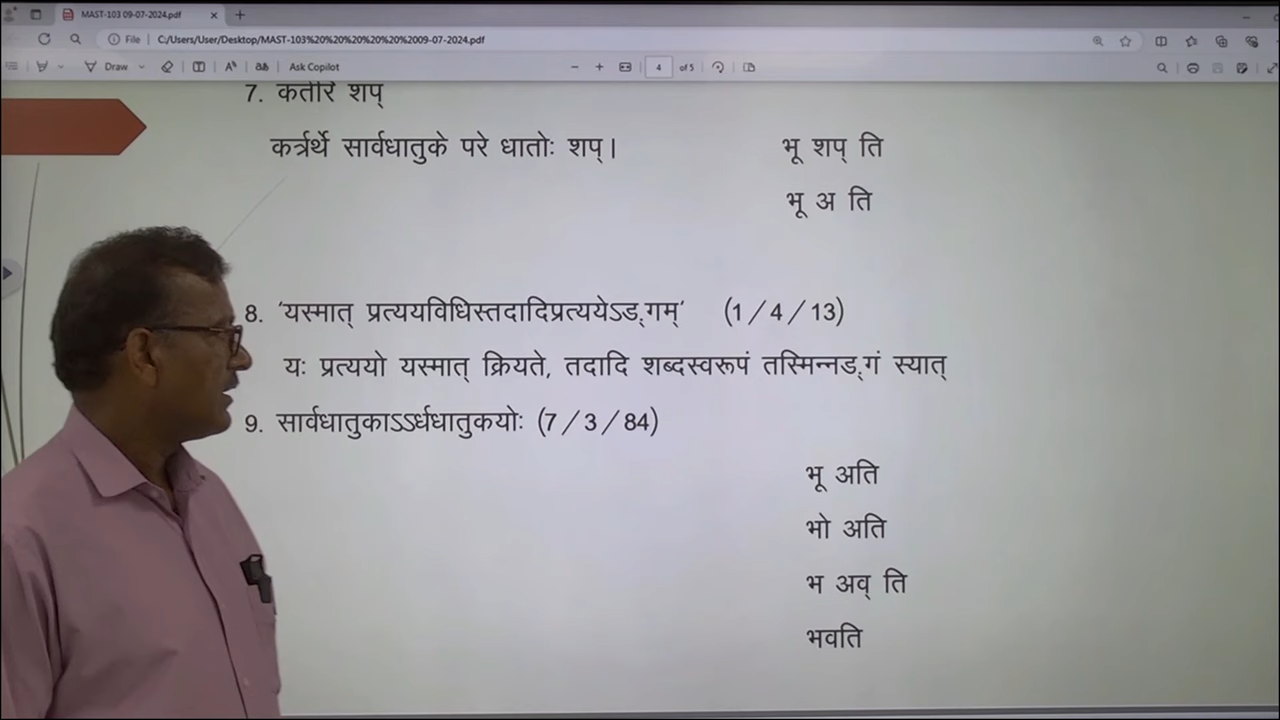 MAST-103 09-07-2024.pdf
File C:/Users/User/Desktop/MAST-103%20%20%20%20%20%2009-07-2024.pdf
Draw Ask Copilot 4 of 5
7. कर्तरि शप्
कर्त्रर्थे सार्वधातुके परे धातोः शप्। भू शप् ति
भू अ ति
8. ‘यस्मात् प्रत्ययविधिस्तदादिप्रत्ययेऽङ्गम्’ (1/4/13)
यः प्रत्ययो यस्मात् क्रियते, तदादि शब्दस्वरूपं तस्मिन्नङ्गं स्यात्
9. सार्वधातुकाऽऽर्धधातुकयोः (7/3/84)
भू अति
भो अति
भ अव् ति
भवति